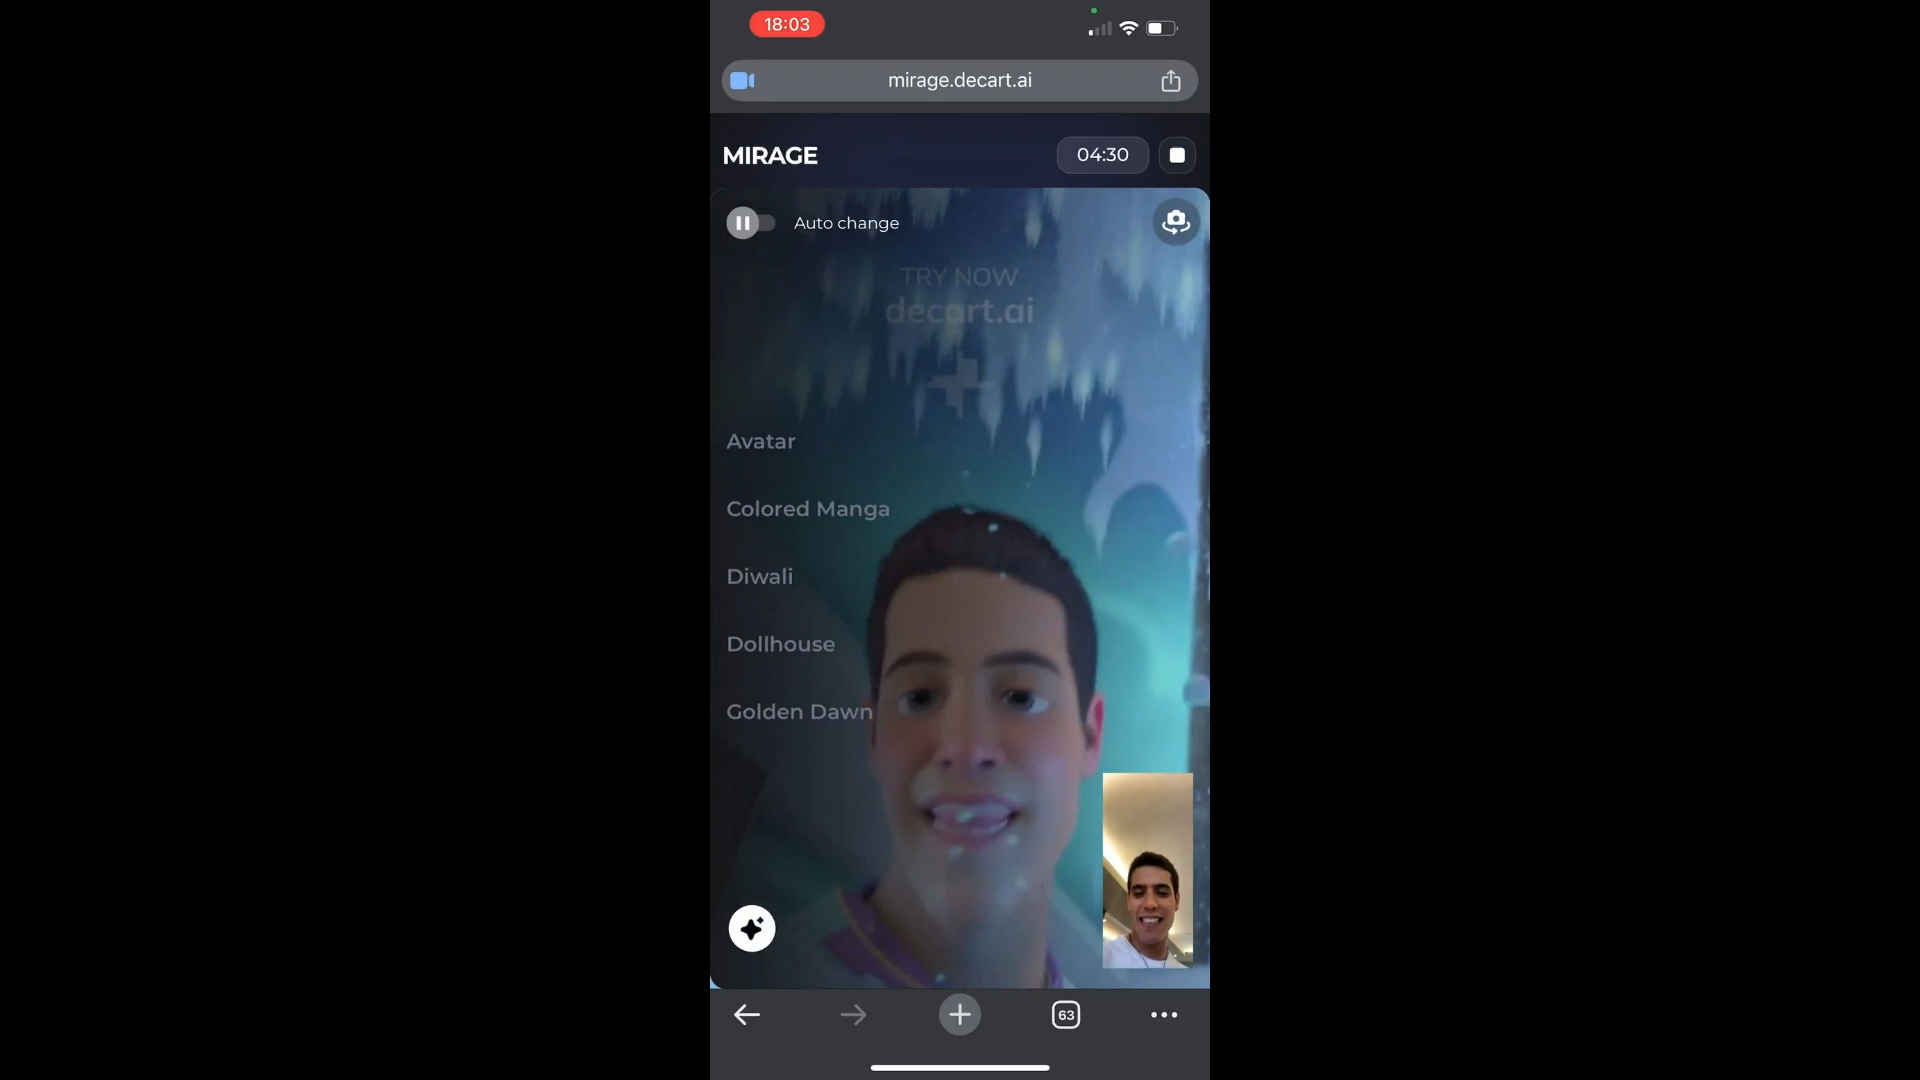 18:03
mirage.decart.ai
MIRAGE
04:30
Auto change
TRY NOW
decart.ai
Avatar
Colored Manga
Diwali
Dollhouse
Golden Dawn
63